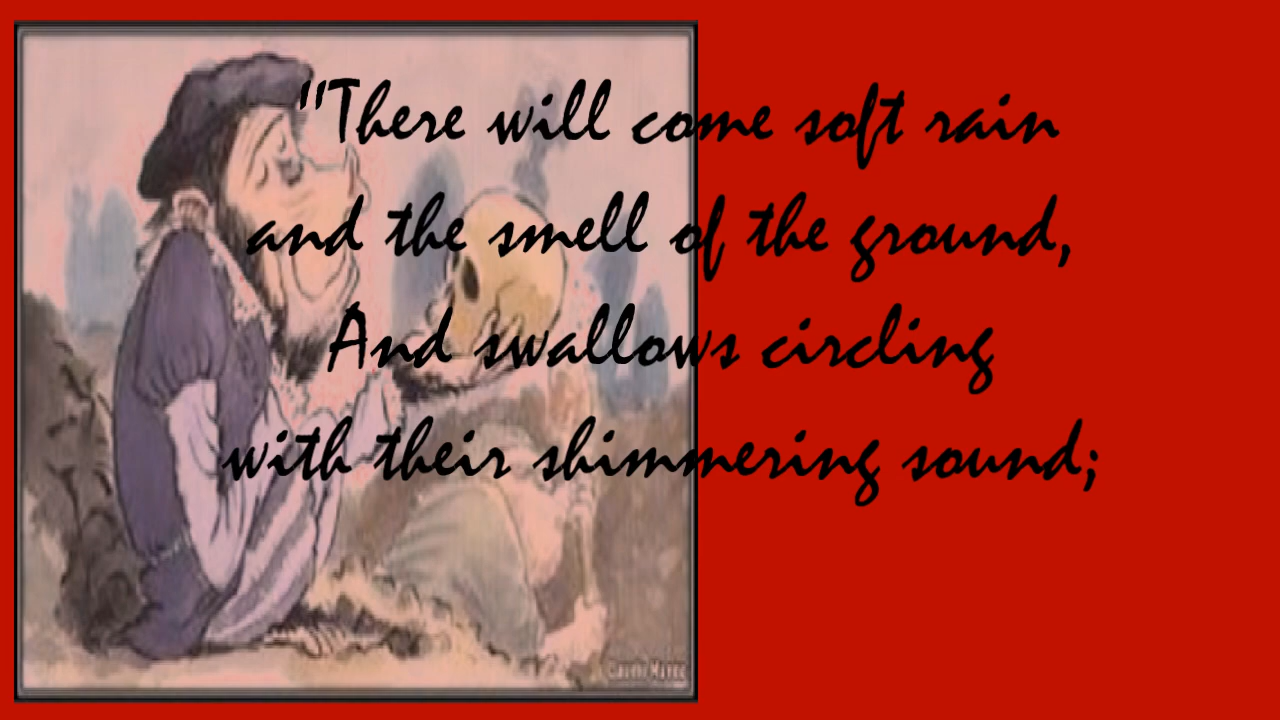 "There will come soft rain
and the smell of the ground,
And swallows circling
with their shimmering sound;